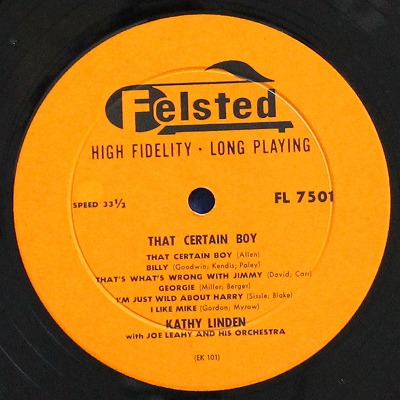 Felsted
HIGH FIDELITY · LONG PLAYING
SPEED 33⅓
FL 7501
THAT CERTAIN BOY
THAT CERTAIN BOY (Allen)
BILLY (Goodwin; Kendis; Paley)
THAT'S WHAT'S WRONG WITH JIMMY (David; Carr)
GEORGIE (Miller; Berger)
I'M JUST WILD ABOUT HARRY (Sissle; Blake)
I LIKE MIKE (Gordon; Myrow)
KATHY LINDEN
with JOE LEAHY AND HIS ORCHESTRA
(EK 101)